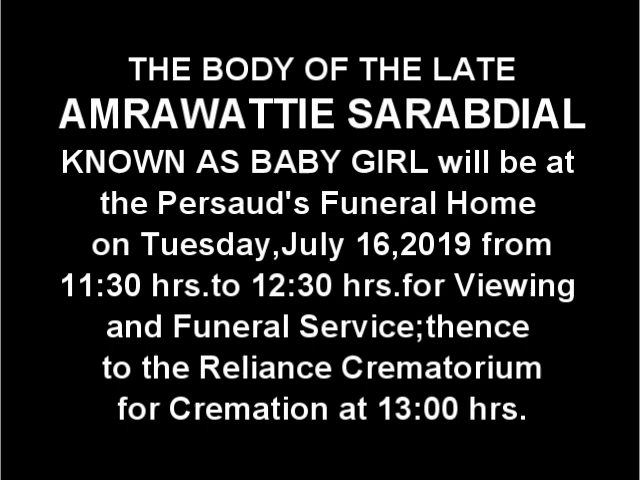 THE BODY OF THE LATE
AMRAWATTIE SARABDIAL
KNOWN AS BABY GIRL will be at
the Persaud's Funeral Home
on Tuesday,July 16,2019 from
11:30 hrs.to 12:30 hrs.for Viewing
and Funeral Service;thence
to the Reliance Crematorium
for Cremation at 13:00 hrs.